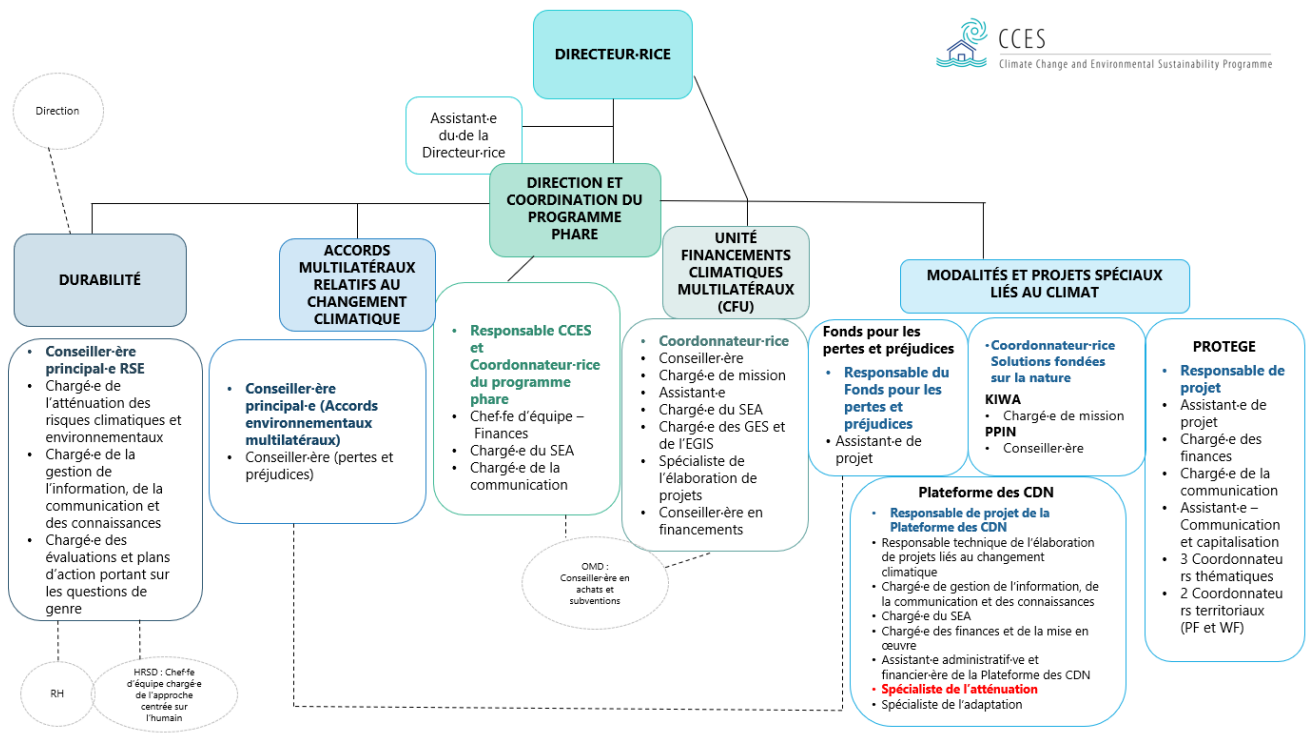 DIRECTEUR·RICE
CCES
Climate Change and Environmental Sustainability Programme
Direction
Assistant·e
du·de la
Directeur·rice
DIRECTION ET
COORDINATION DU
PROGRAMME
PHARE
DURABILITÉ
ACCORDS
MULTILATÉRAUX
RELATIFS AU
CHANGEMENT
CLIMATIQUE
UNITÉ
FINANCEMENTS
CLIMATIQUES
MULTILATÉRAUX
(CFU)
MODALITÉS ET PROJETS SPÉCIAUX
LIÉS AU CLIMAT
• Conseiller·ère
principal·e RSE
• Chargé·e de
l’atténuation des
risques climatiques et
environnementaux
• Chargé·e de la
gestion de
l’information, de la
communication et
des connaissances
• Chargé·e des
évaluations et plans
d’action portant sur
les questions de
genre
• Conseiller·ère
principal·e (Accords
environnementaux
multilatéraux)
• Conseiller·ère (pertes et
préjudices)
• Responsable CCES
et
Coordonnateur·rice
du programme
phare
• Chef·fe d’équipe –
Finances
• Chargé·e du SEA
• Chargé·e de la
communication
• Coordonnateur·rice
• Conseiller·ère
• Chargé·e de mission
• Assistant·e
• Chargé·e du SEA
• Chargé·e des GES et
de l’EGIS
• Spécialiste de
l’élaboration de
projets
• Conseiller·ère en
financements
Fonds pour les
pertes et préjudices
• Responsable du
Fonds pour les
pertes et
préjudices
• Assistant·e de
projet
•Coordonnateur·rice
Solutions fondées
sur la nature
KIWA
• Chargé·e de mission
PPIN
• Conseiller·ère
PROTEGE
• Responsable de
projet
• Assistant·e de
projet
• Chargé·e des
finances
• Chargé·e de la
communication
• Assistant·e –
Communication
et capitalisation
• 3 Coordonnateu
rs thématiques
• 2 Coordonnateu
rs territoriaux
(PF et WF)
Plateforme des CDN
• Responsable de projet de la
Plateforme des CDN
• Responsable technique de l’élaboration
de projets liés au changement
climatique
• Chargé·e de gestion de l’information, de
la communication et des connaissances
• Chargé·e du SEA
• Chargé·e des finances et de la mise en
œuvre
• Assistant·e administratif·ve et
financier·ère de la Plateforme des CDN
• Spécialiste de l’atténuation
• Spécialiste de l’adaptation
OMD :
Conseiller·ère en
achats et
subventions
RH
HRSD : Chef·fe
d’équipe chargé·e
de l’approche
centrée sur
l’humain